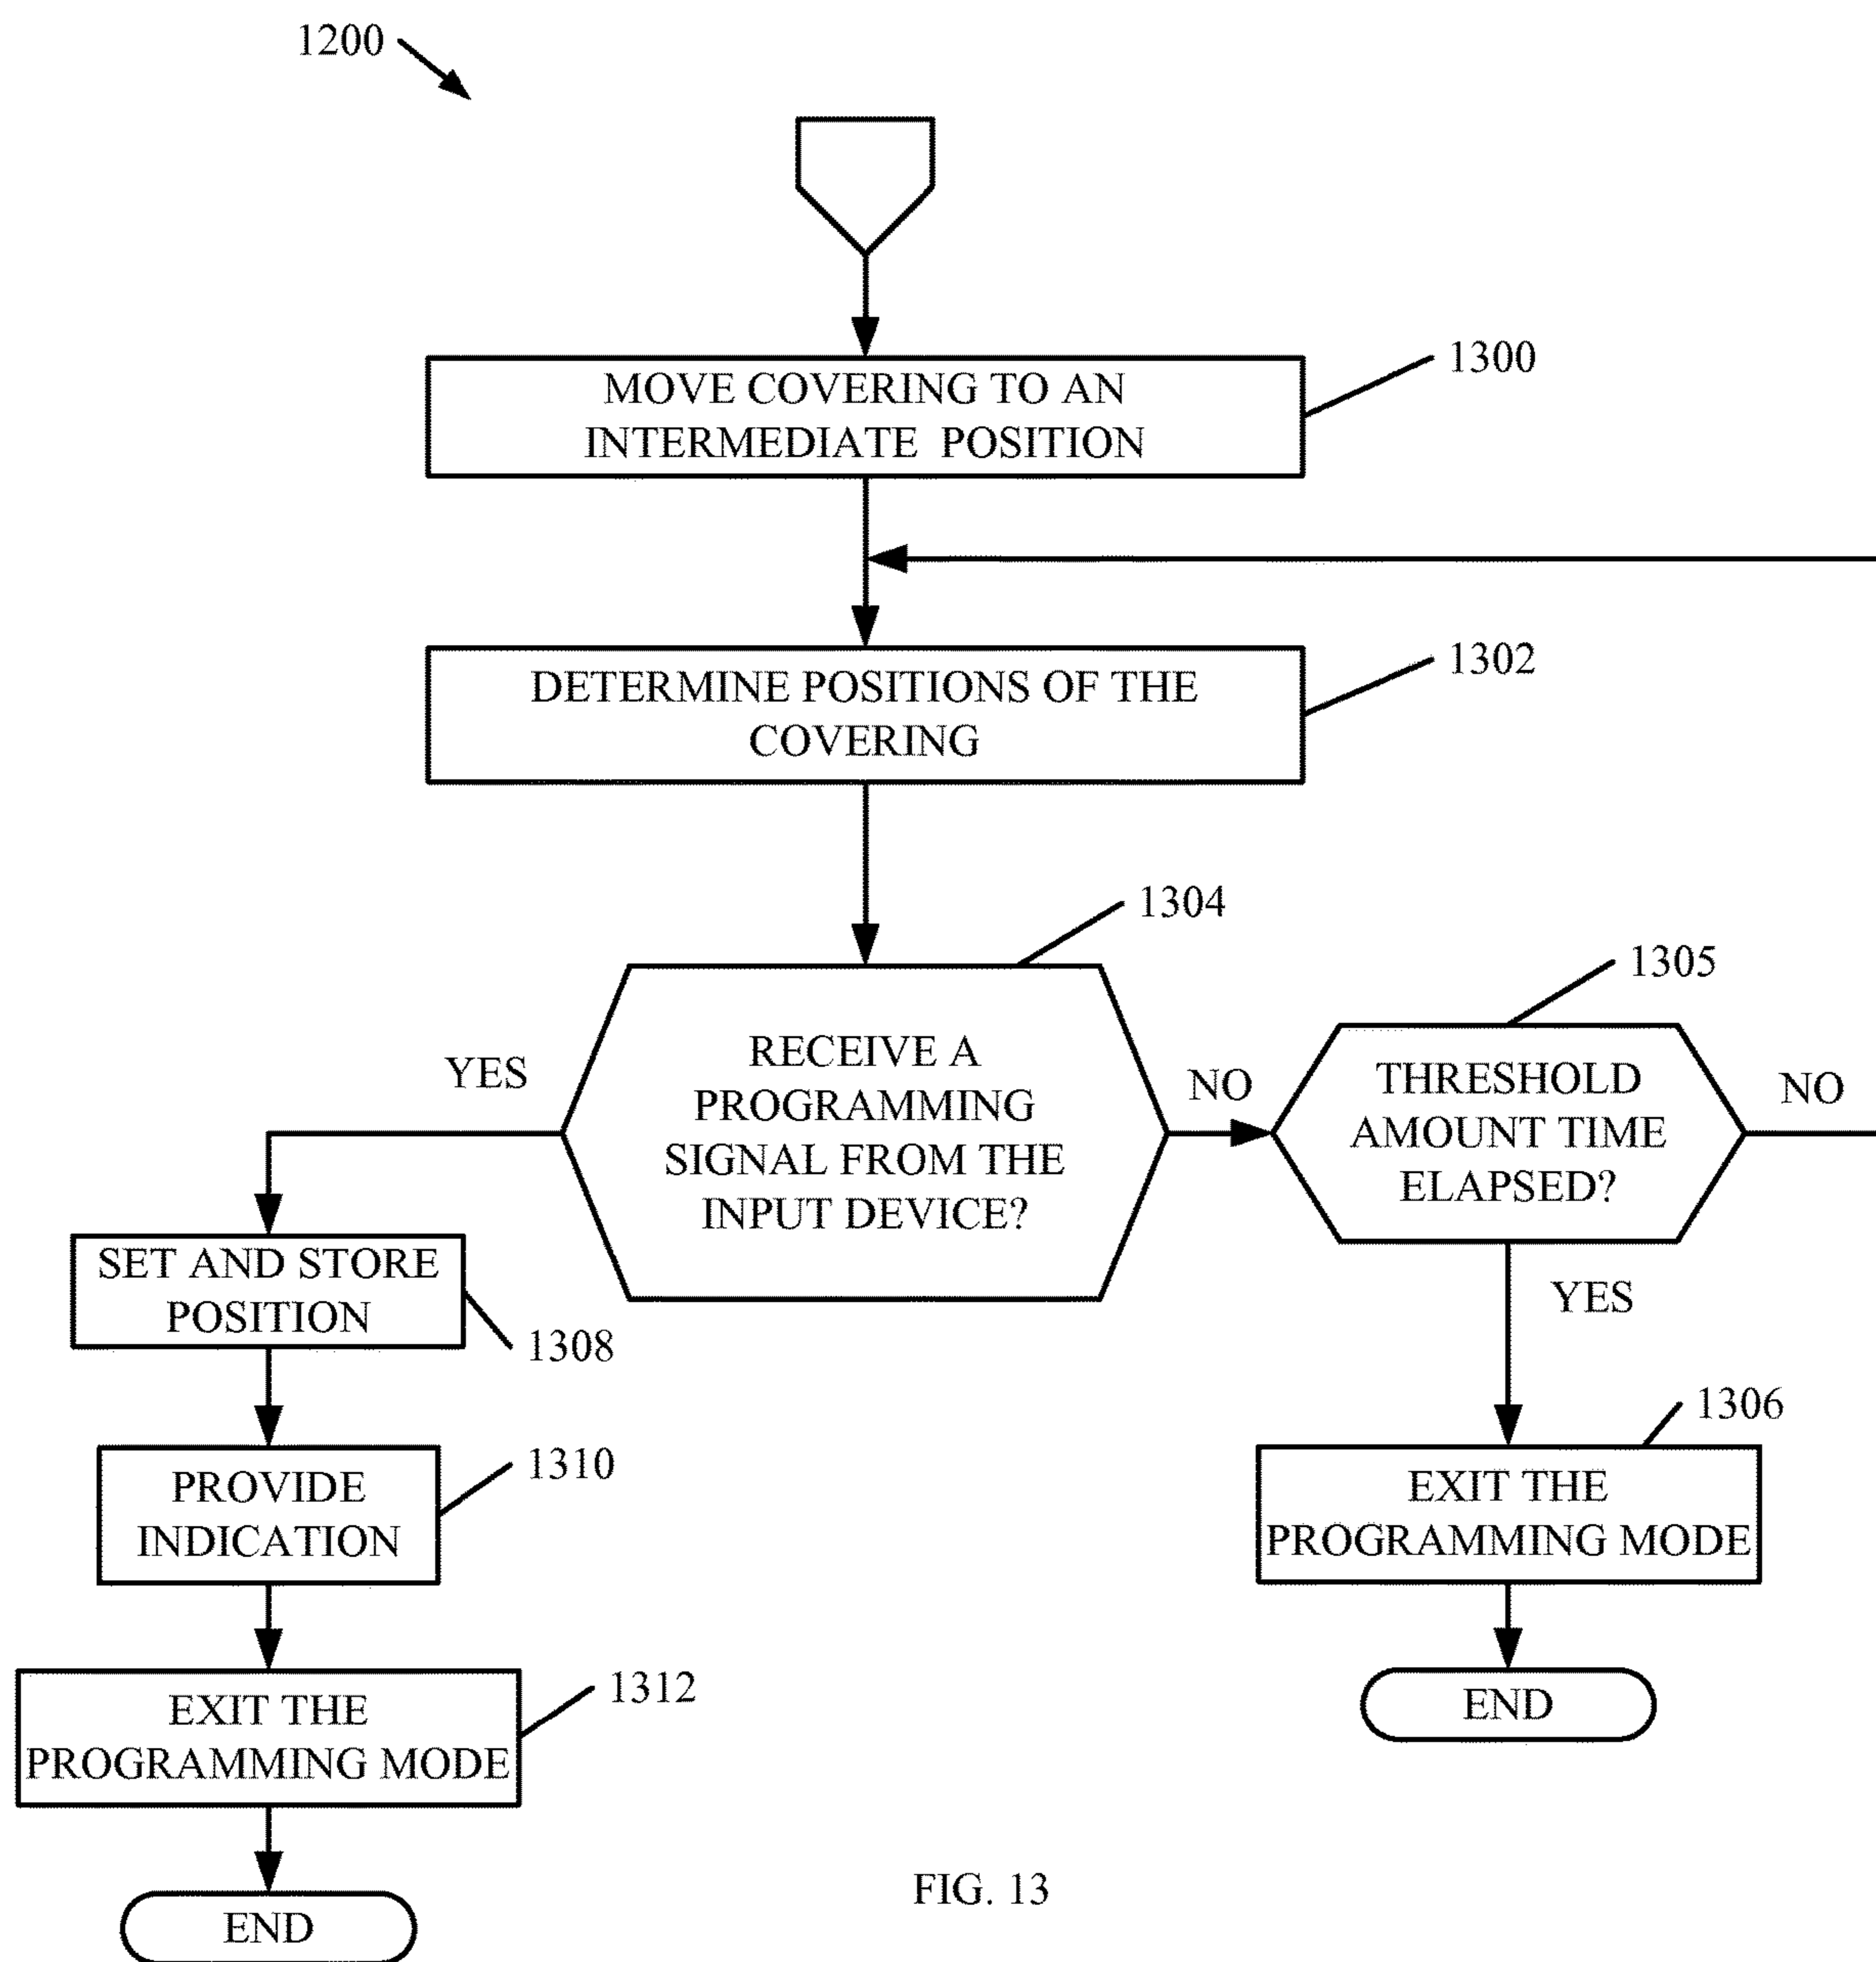 1200
MOVE COVERING TO AN
INTERMEDIATE POSITION
1300
DETERMINE POSITIONS OF THE
COVERING
1302
1304
RECEIVE A
PROGRAMMING
SIGNAL FROM THE
INPUT DEVICE?
YES
NO
1305
THRESHOLD
AMOUNT TIME
ELAPSED?
NO
YES
SET AND STORE
POSITION
1308
PROVIDE
INDICATION
1310
EXIT THE
PROGRAMMING MODE
1312
END
1306
EXIT THE
PROGRAMMING MODE
END
FIG. 13